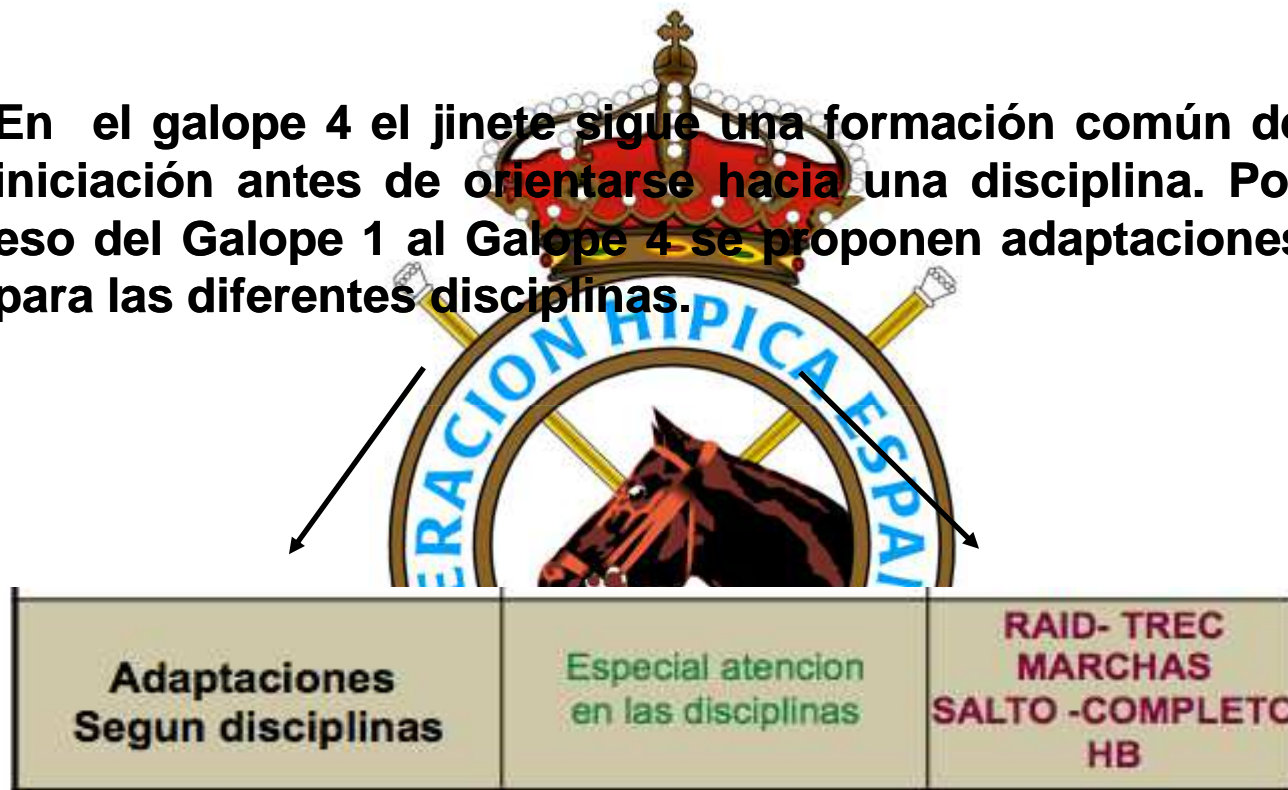 En el galope 4 el jinete sigue una formación común de
iniciación antes de orientarse hacia una disciplina. Po
eso del Galope 1 al Galope 4 se proponen adaptaciones
para las diferentes disciplinas.
ERACION HIPICA ESPAÑ
Adaptaciones
Segun disciplinas
Especial atencion
en las disciplinas
RAID- TREC
MARCHAS
SALTO -COMPLETO
HB